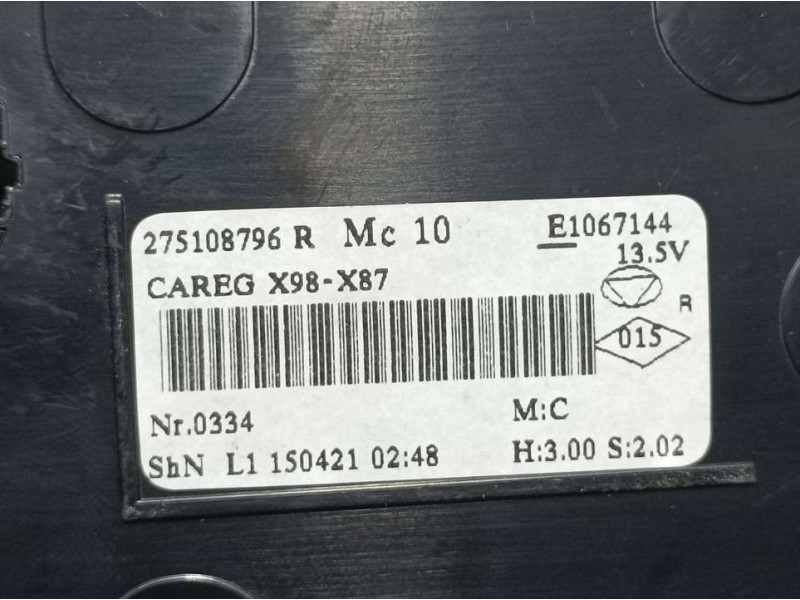 275108796 R Mc 10 E1067144
13.5V
CAREG X98-X87
R
015
Nr.0334 M:C
ShN L1 150421 02:48 H:3.00 S:2.02